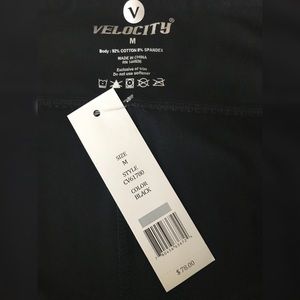 V
VELOCITY
M
Body : 92% COTTON 8% SPANDEX
MADE IN CHINA
Exclusive of trim
Do not use softener
SIZE
M
STYLE
CV61700
COLOR
BLACK
$ 78.00